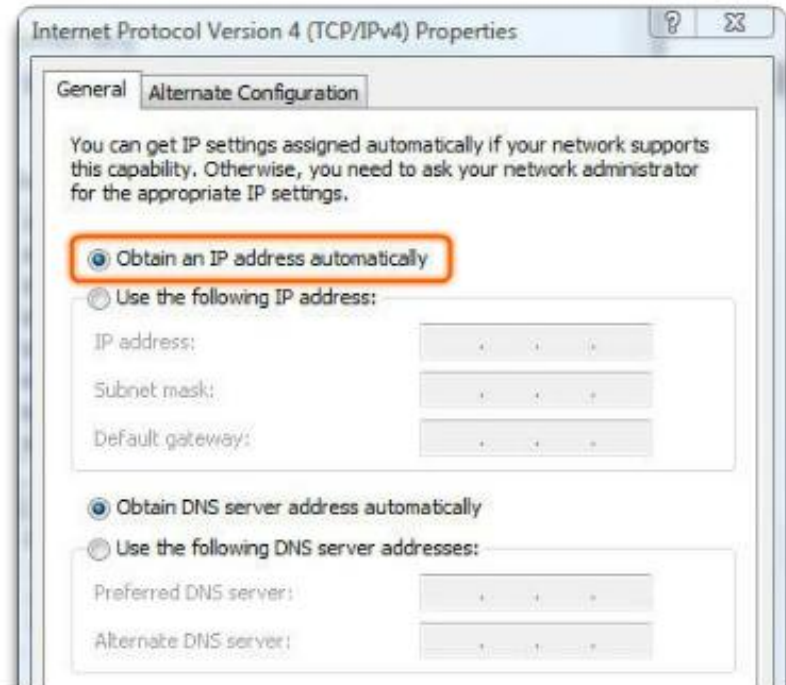 Internet Protocol Version 4 (TCP/IPv4) Properties
General
Alternate Configuration
You can get IP settings assigned automatically if your network supports
this capability. Otherwise, you need to ask your network administrator
for the appropriate IP settings.
Obtain an IP address automatically
Use the following IP address:
IP address:
Subnet mask:
Default gateway:
Obtain DNS server address automatically
Use the following DNS server addresses:
Preferred DNS server:
Alternate DNS server: